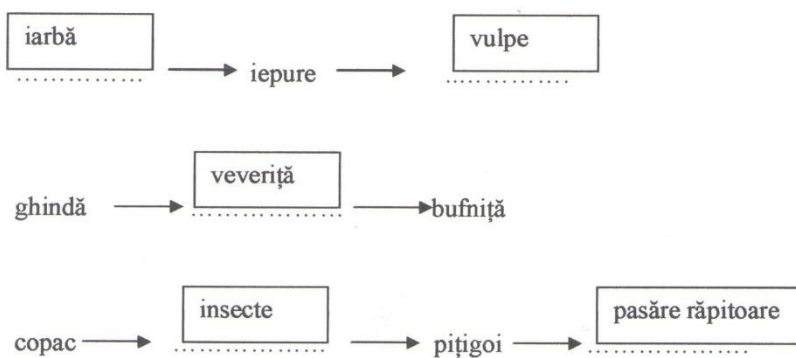 iarbă → iepure → vulpe
ghindă → veveriță → bufniță
copac → insecte → pițigoi → pasăre răpitoare